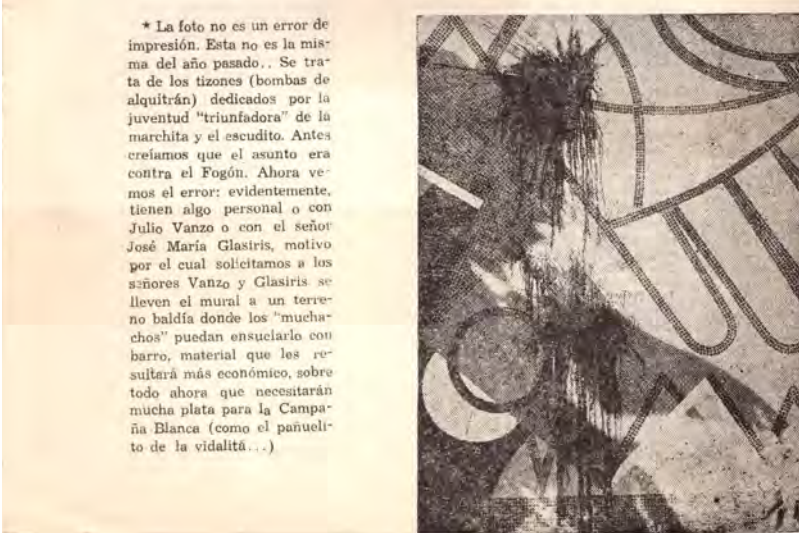 * La foto no es un error de
impresión. Esta no es la mis-
ma del año pasado.. Se tra-
ta de los tizones (bombas de
alquitrán) dedicados por la
juventud "triunfadora" de la
marchita y el escudito. Antes
creíamos que el asunto era
contra el Fogón. Ahora ve-
mos el error: evidentemente,
tienen algo personal o con
Julio Vanzo o con el señor
José María Glasiris, motivo
por el cual solicitamos a los
señores Vanzo y Glasiris se
lleven el mural a un terre-
no baldía donde los "mucha-
chos" puedan ensuciarlo con
barro, material que les re-
sultará más económico, sobre
todo ahora que necesitarán
mucha plata para la Campa-
ña Blanca (como el pañueli-
to de la vidalitá...)